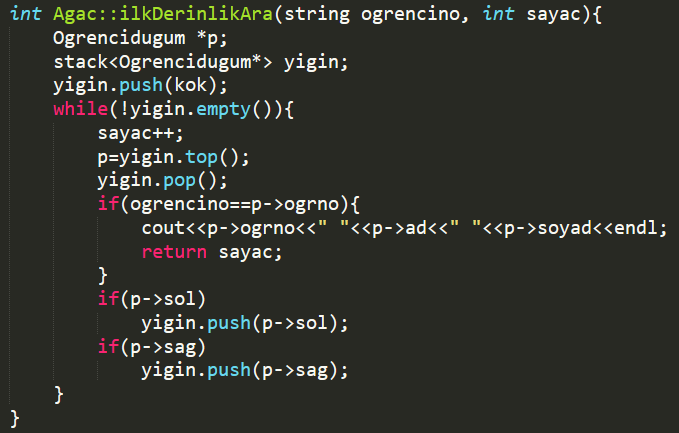 int Agac::ilkDerinlikAra(string ogrencino, int sayac){
    Ogrencidugum *p;
    stack<Ogrencidugum*> yigin;
    yigin.push(kok);
    while(!yigin.empty()){
        sayac++;
        p=yigin.top();
        yigin.pop();
        if(ogrencino==p->ogrno){
            cout<<p->ogrno<<" "<<p->ad<<" "<<p->soyad<<endl;
            return sayac;
        }
        if(p->sol)
            yigin.push(p->sol);
        if(p->sag)
            yigin.push(p->sag);
    }
}